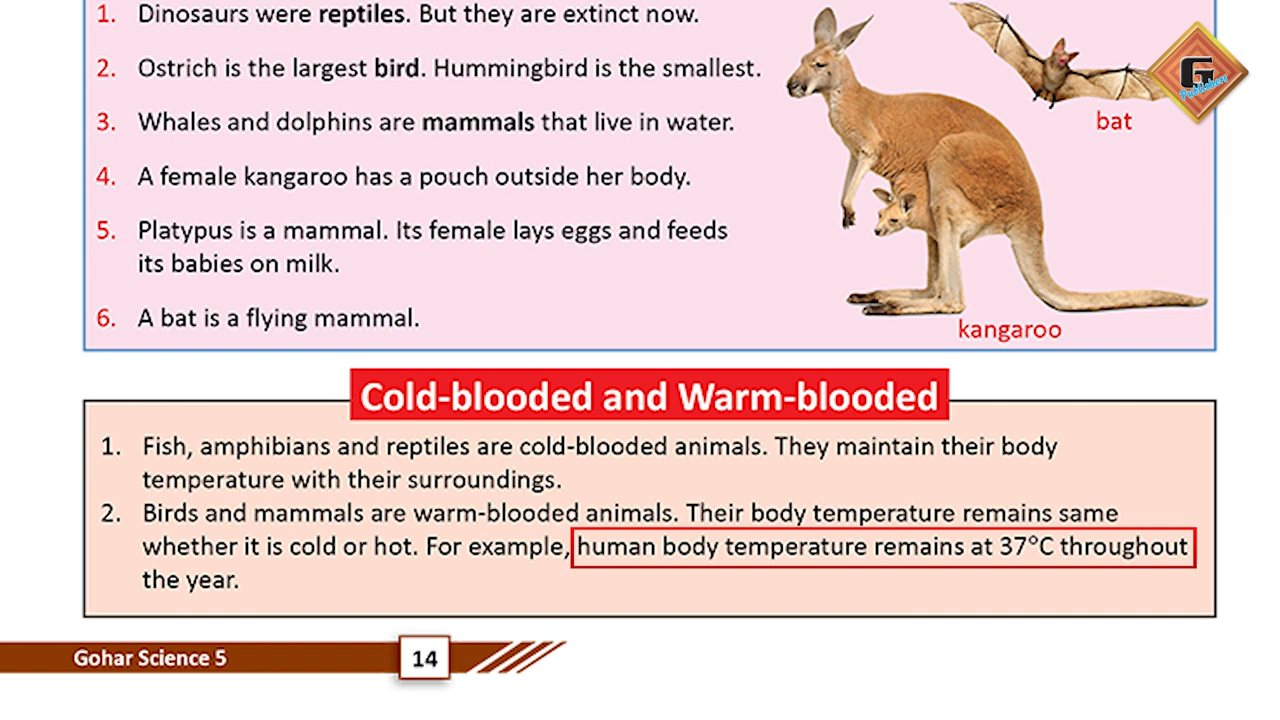 1. Dinosaurs were reptiles. But they are extinct now.
2. Ostrich is the largest bird. Hummingbird is the smallest.
3. Whales and dolphins are mammals that live in water.
4. A female kangaroo has a pouch outside her body.
5. Platypus is a mammal. Its female lays eggs and feeds
its babies on milk.
6. A bat is a flying mammal.
G
Publishers
bat
kangaroo
Cold-blooded and Warm-blooded
1. Fish, amphibians and reptiles are cold-blooded animals. They maintain their body
temperature with their surroundings.
2. Birds and mammals are warm-blooded animals. Their body temperature remains same
whether it is cold or hot. For example, human body temperature remains at 37°C throughout
the year.
Gohar Science 5
14